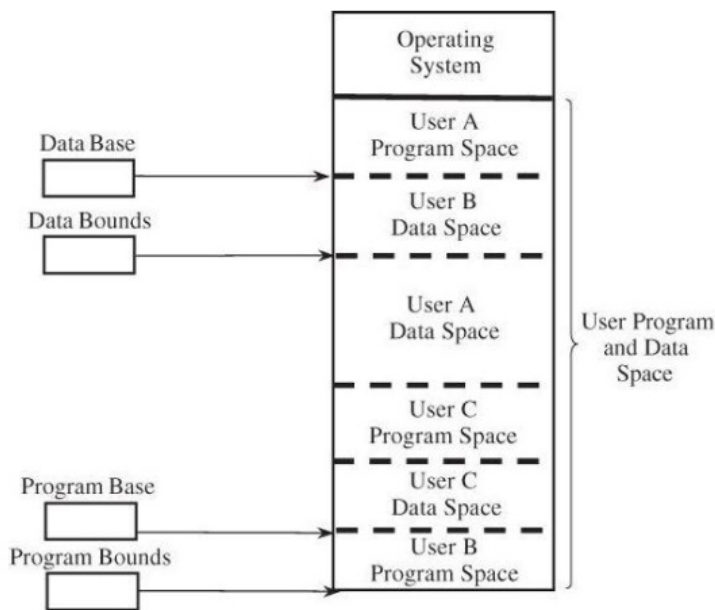 Operating
System
User A
Program Space
Data Base
User B
Data Space
Data Bounds
User A
Data Space
User Program
and Data
Space
User C
Program Space
User C
Data Space
Program Base
Program Bounds
User B
Program Space